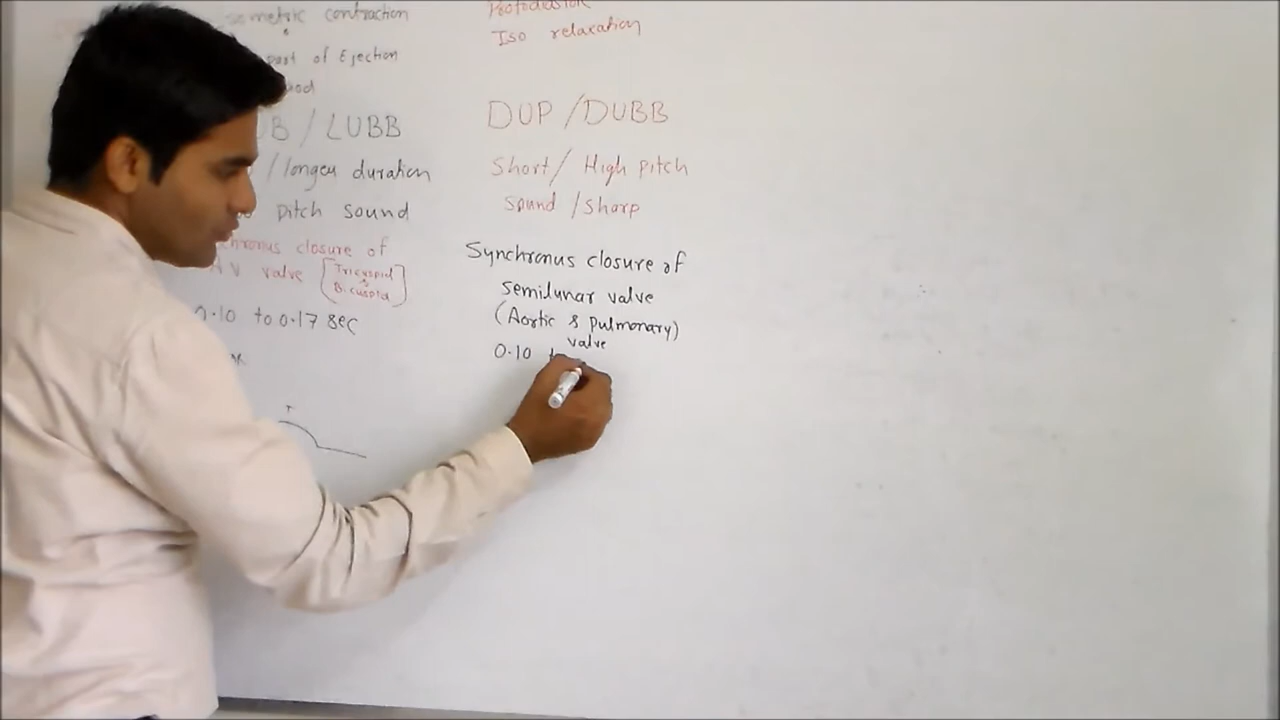 metric contraction
part of Ejection
LUBB
/ longer duration
pitch sound
closure of
valve [Tricuspid
& Bicuspid]
0.10 to 0.17 sec
T
Iso relaxation
DUP / DUBB
Short / High pitch
sound / sharp
Synchronus closure of
semilunar valve
(Aortic & pulmonary)
valve
0.10